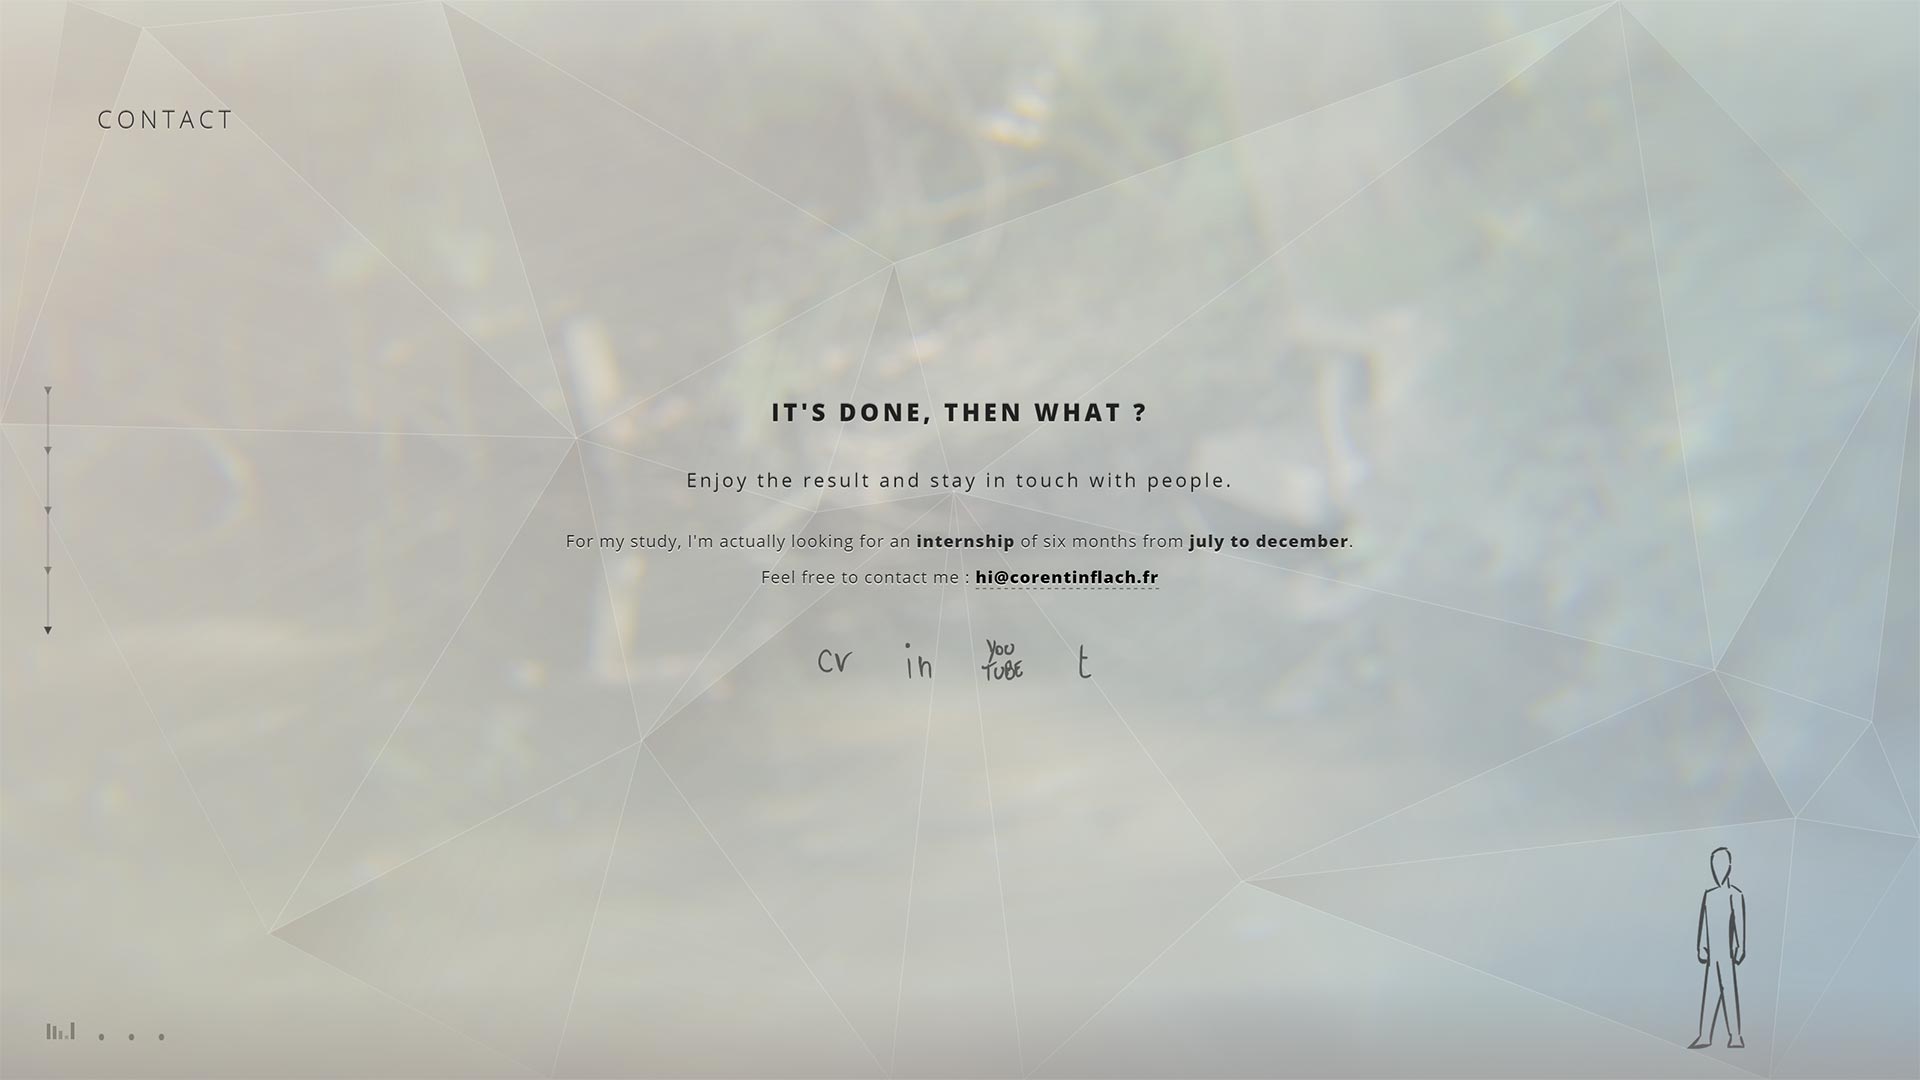 CONTACT
IT'S DONE, THEN WHAT ?
Enjoy the result and stay in touch with people.
For my study, I'm actually looking for an internship of six months from july to december.
Feel free to contact me : hi@corentinflach.fr
cv in YOU TUBE t